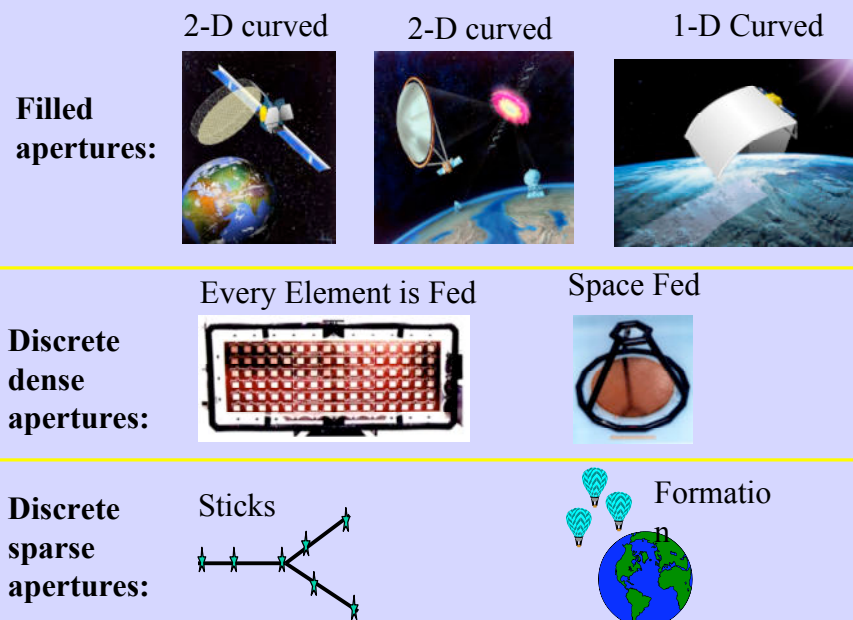 2-D curved
2-D curved
1-D Curved
Filled
apertures:
Every Element is Fed
Space Fed
Discrete
dense
apertures:
Sticks
Formatio
n
Discrete
sparse
apertures: